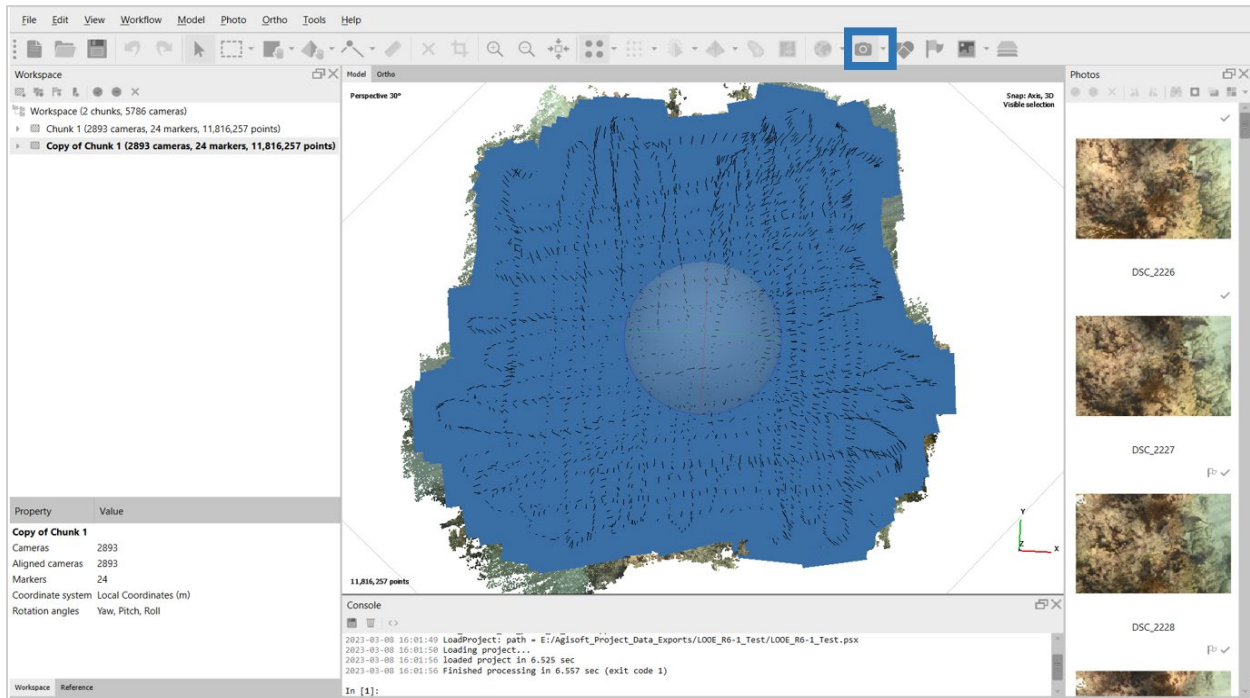 File Edit View Workflow Model Photo Ortho Tools Help
Workspace
Workspace (2 chunks, 5786 cameras)
Chunk 1 (2893 cameras, 24 markers, 11,816,257 points)
Copy of Chunk 1 (2893 cameras, 24 markers, 11,816,257 points)
Property Value
Copy of Chunk 1
Cameras 2893
Aligned cameras 2893
Markers 24
Coordinate system Local Coordinates (m)
Rotation angles Yaw, Pitch, Roll
Workspace Reference
Model Ortho
Perspective 30°
Snap: Axis, 3D
Visible selection
Y
Z X
11,816,257 points
Console
2023-03-08 16:01:49 LoadProject: path = E:/Agisoft_Project_Data_Exports/LOOE_R6-1_Test/LOOE_R6-1_Test.psx
2023-03-08 16:01:50 Loading project...
2023-03-08 16:01:56 loaded project in 6.525 sec
2023-03-08 16:01:56 Finished processing in 6.557 sec (exit code 1)
In [1]:
Photos
DSC_2226
DSC_2227
DSC_2228